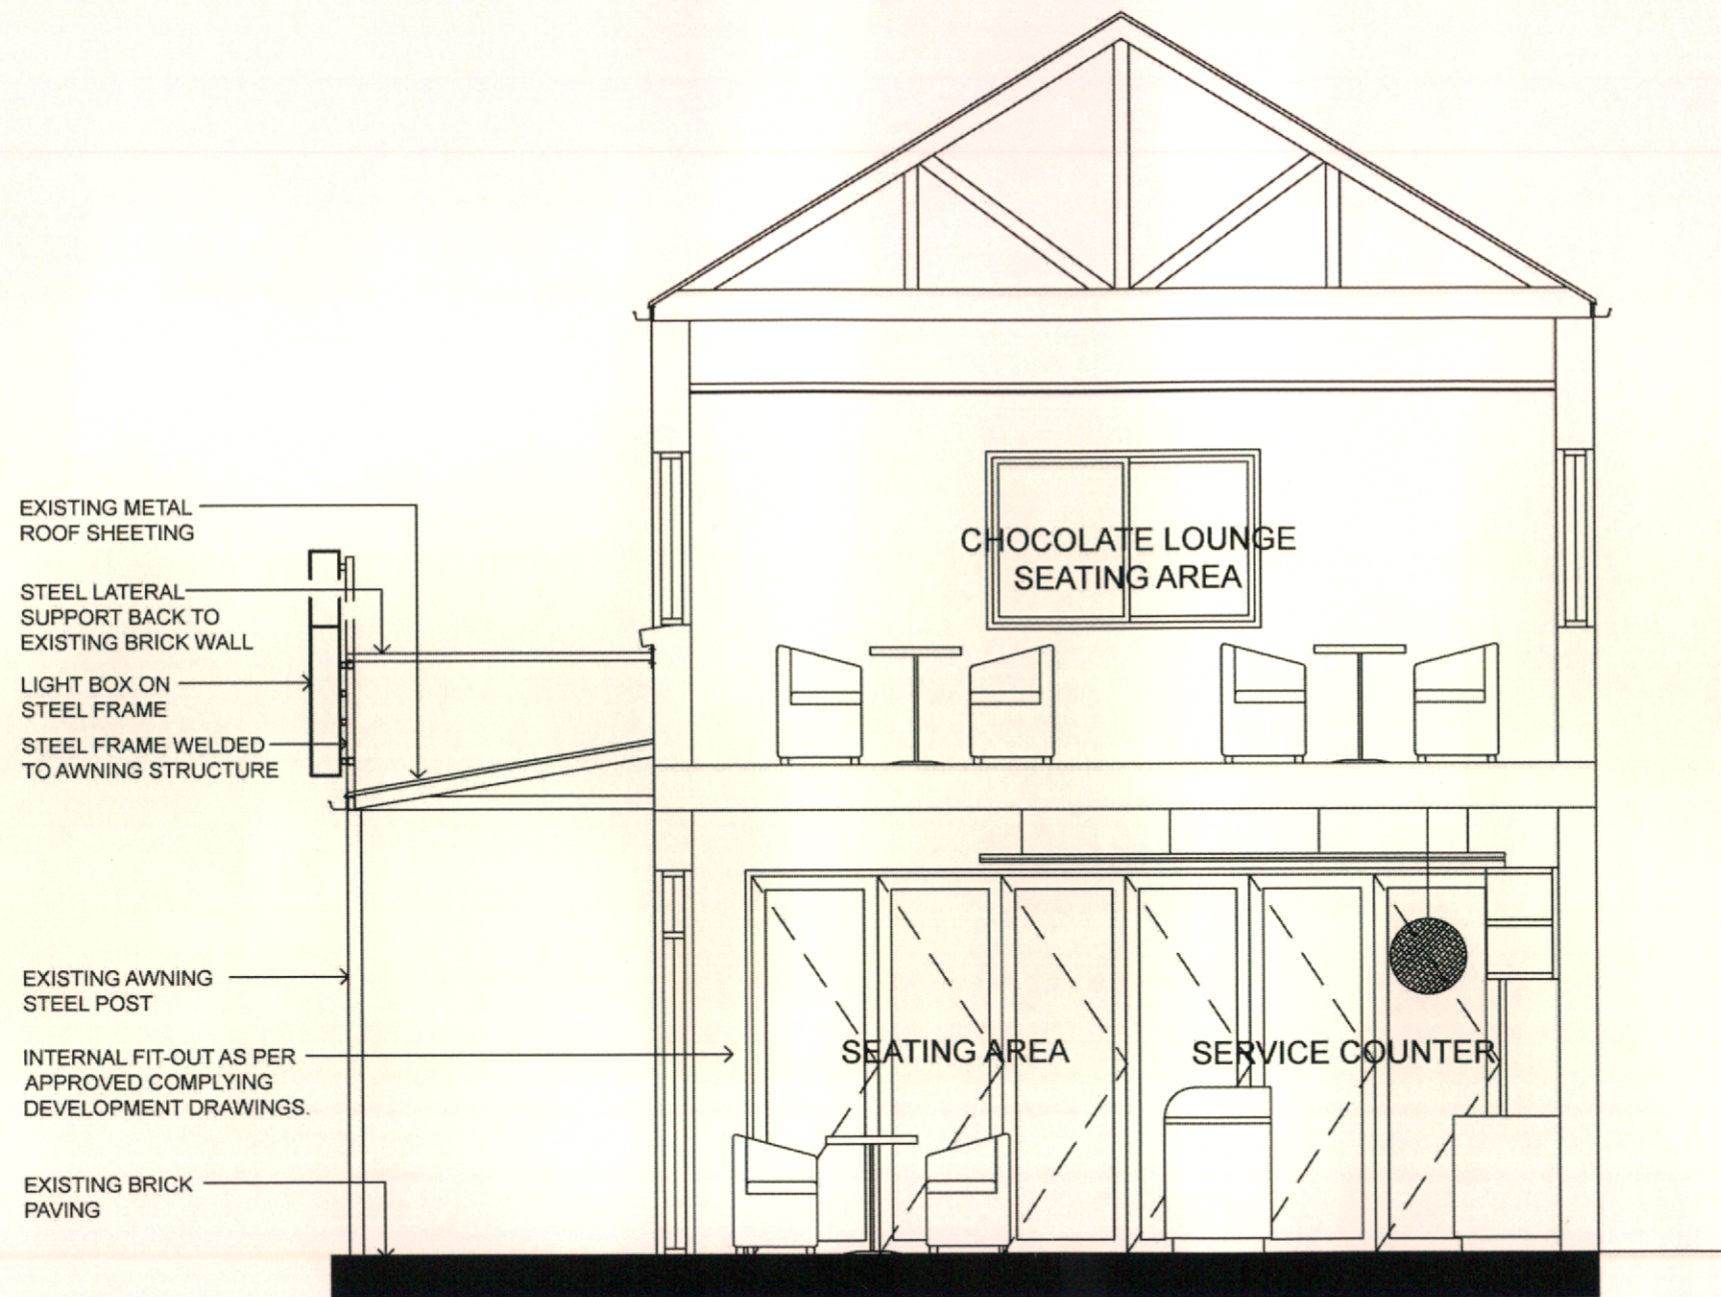 EXISTING METAL
ROOF SHEETING
STEEL LATERAL
SUPPORT BACK TO
EXISTING BRICK WALL
LIGHT BOX ON
STEEL FRAME
STEEL FRAME WELDED
TO AWNING STRUCTURE
EXISTING AWNING
STEEL POST
INTERNAL FIT-OUT AS PER
APPROVED COMPLYING
DEVELOPMENT DRAWINGS.
EXISTING BRICK
PAVING
CHOCOLATE LOUNGE
SEATING AREA
SEATING AREA
SERVICE COUNTER